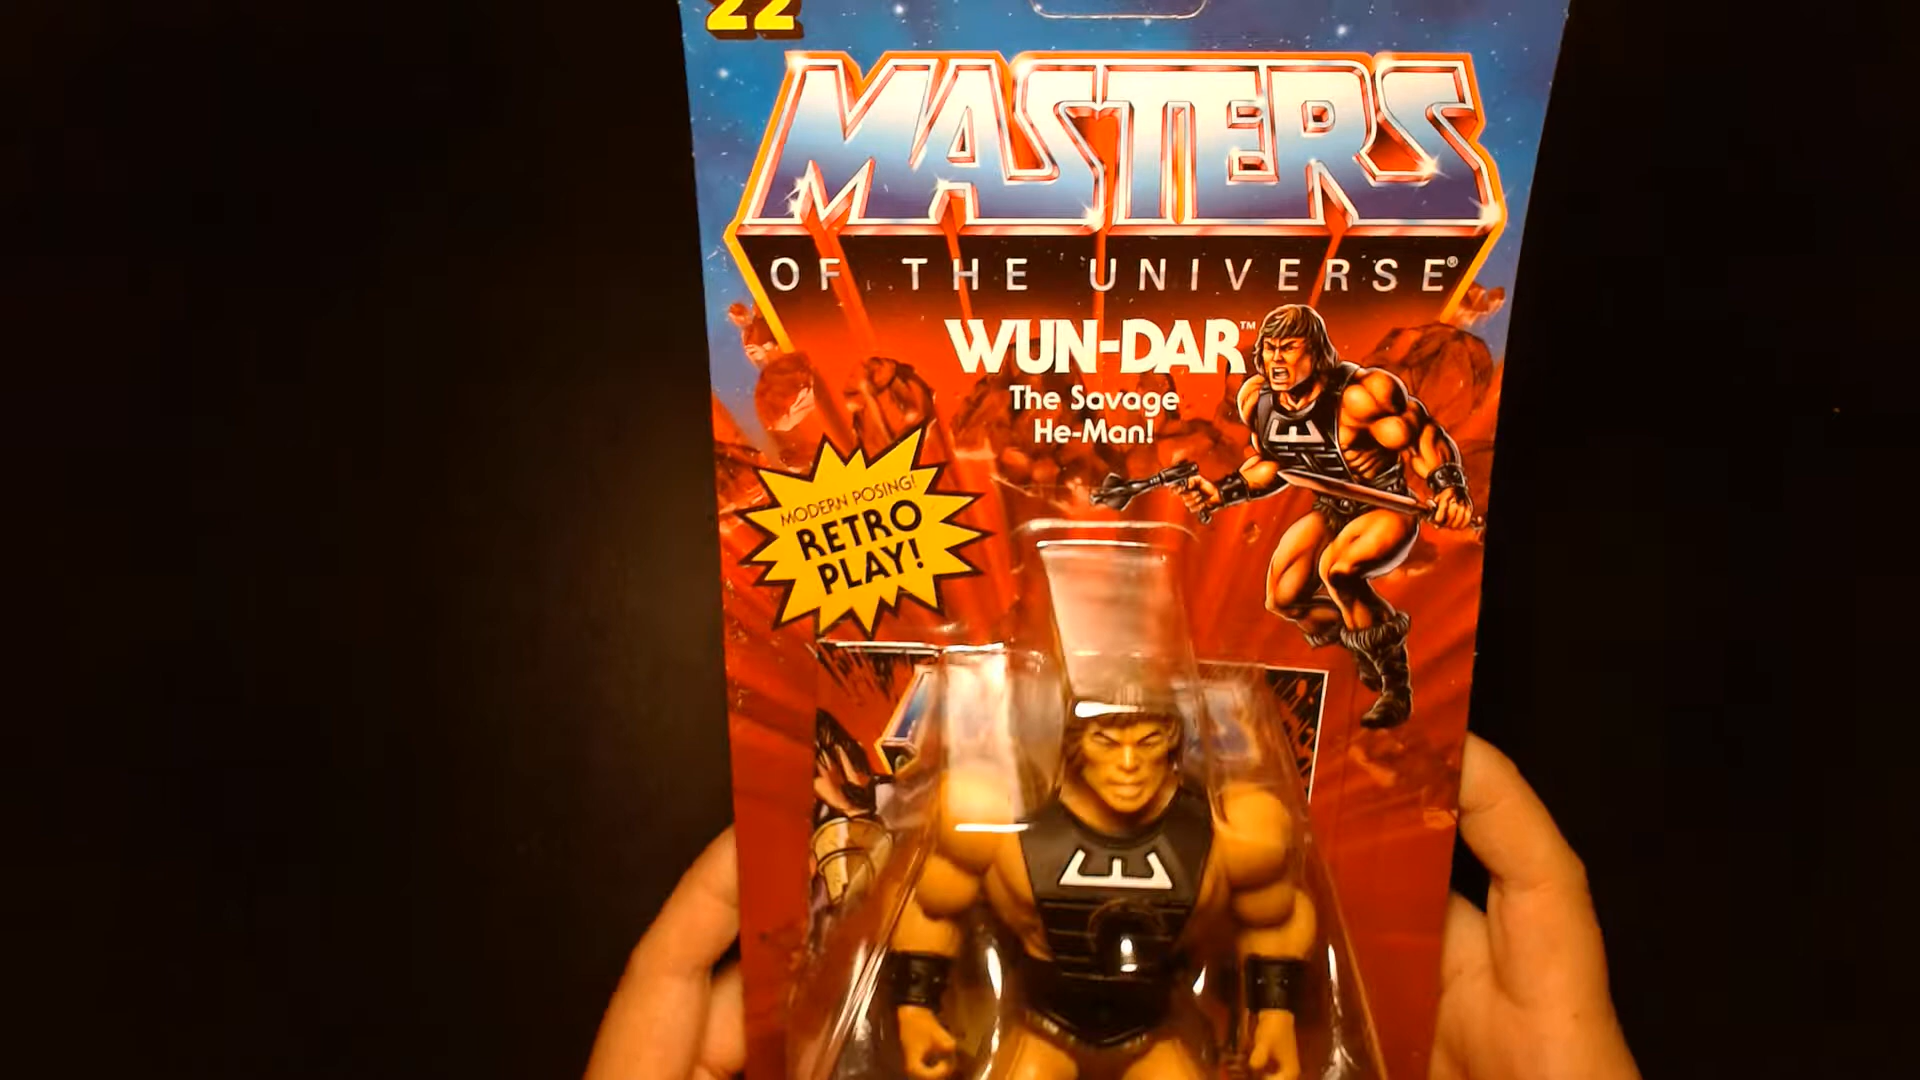 22
MASTERS
OF THE UNIVERSE®
WUN-DAR™
The Savage
He-Man!
MODERN POSING!
RETRO
PLAY!